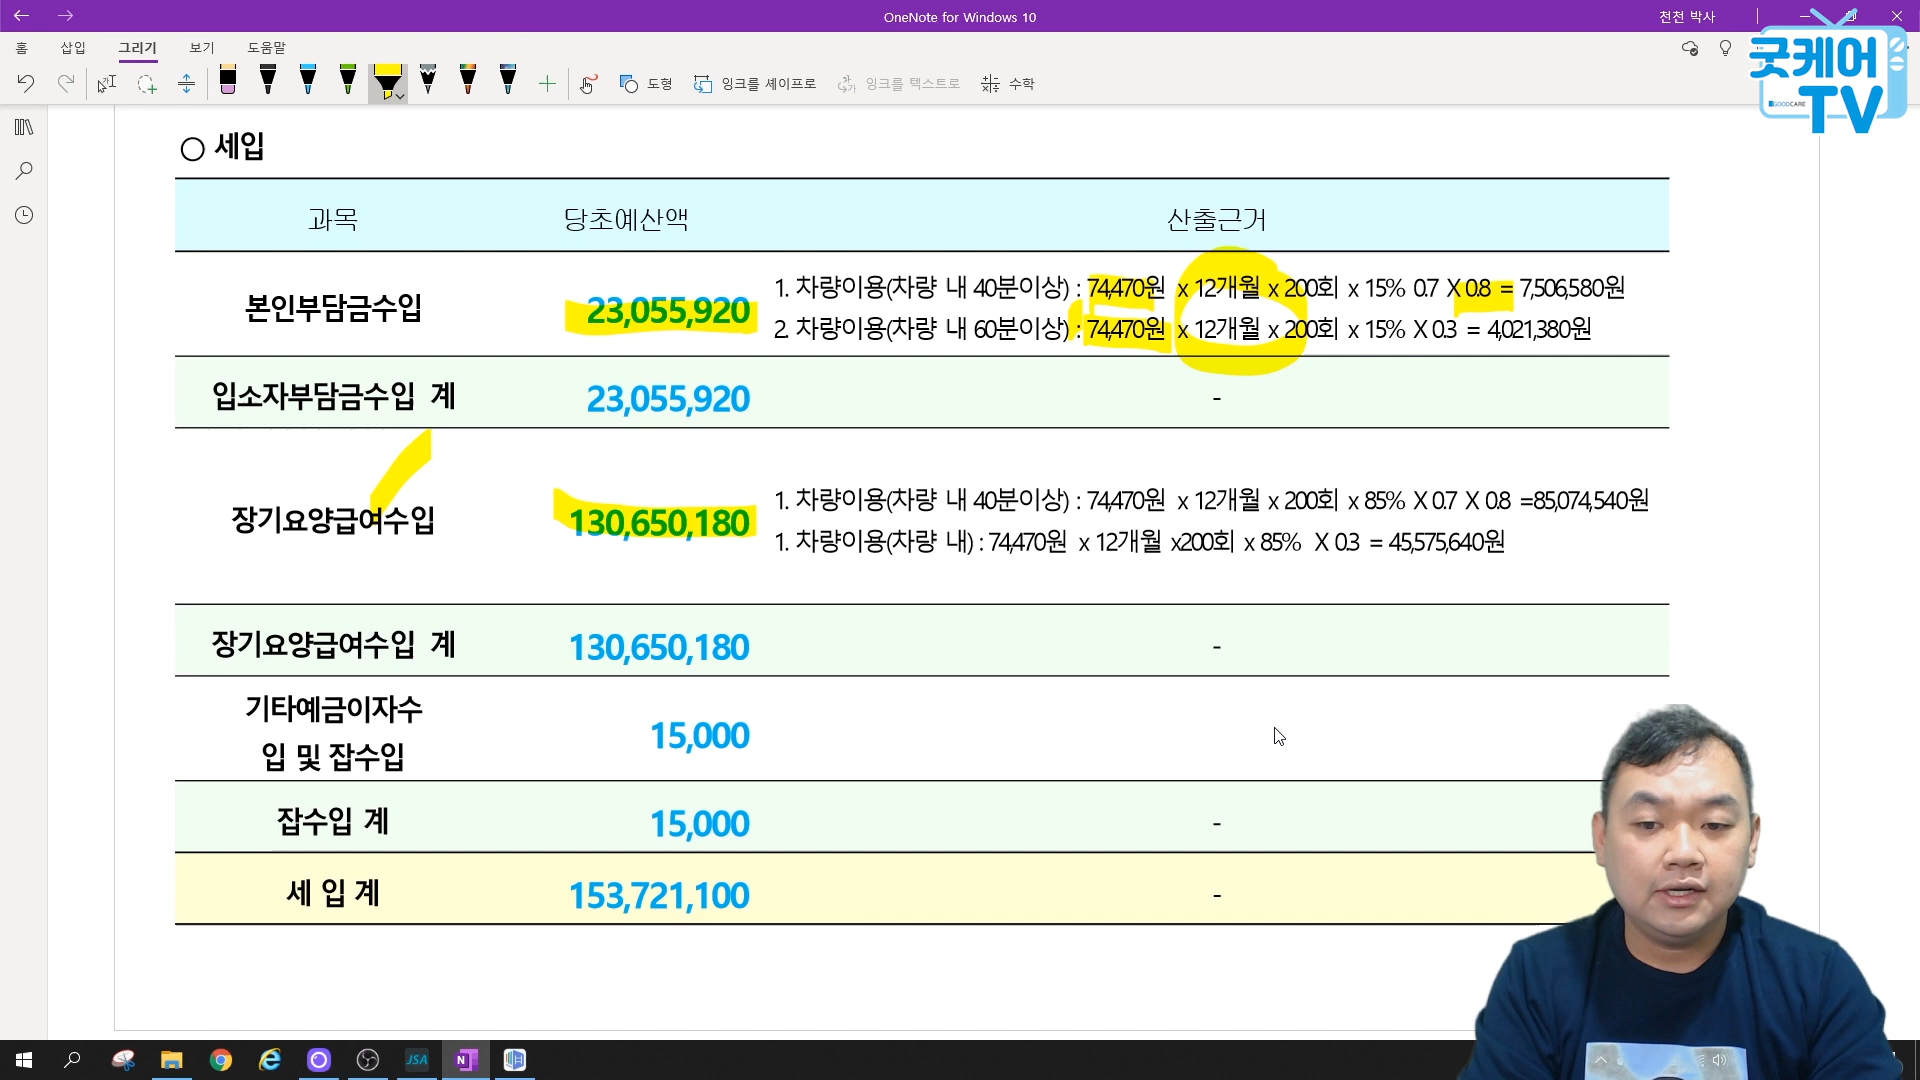 OneNote for Windows 10
천천 박사
홈 삽입 그리기 보기 도움말
도형 잉크를 셰이프로 잉크를 텍스트로 수학
굿케어
GOODCARE
TV
○ 세입
과목 당초예산액 산출근거
본인부담금수입 23,055,920
1. 차량이용(차량 내 40분이상) : 74,470원 x 12개월 x 200회 x 15% 0.7 X 0.8 = 7,506,580원
2. 차량이용(차량 내 60분이상) : 74,470원 x 12개월 x 200회 x 15% X 0.3 = 4,021,380원
입소자부담금수입 계 23,055,920 -
장기요양급여수입 130,650,180
1. 차량이용(차량 내 40분이상) : 74,470원 x 12개월 x 200회 x 85% X 0.7 X 0.8 =85,074,540원
1. 차량이용(차량 내) : 74,470원 x 12개월 x200회 x 85% X 0.3 = 45,575,640원
장기요양급여수입 계 130,650,180 -
기타예금이자수
입 및 잡수입 15,000
잡수입 계 15,000 -
세 입 계 153,721,100 -
JSA
N